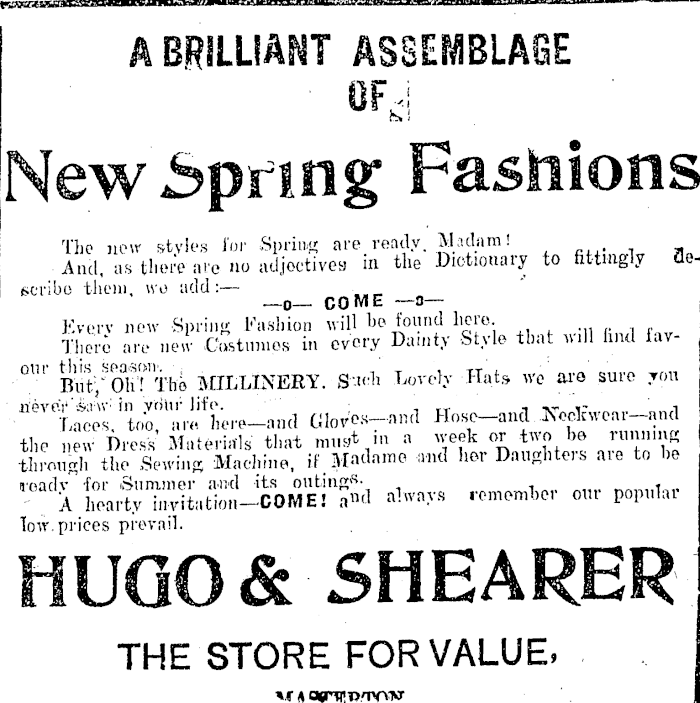 A BRILLIANT ASSEMBLAGE
OF
New Spring Fashions
The new styles for Spring are ready, Madam!
And, as there are no adjectives in the Dictionary to fittingly de-
scribe them, we add:—
—o— COME —o—
Every new Spring Fashion will be found here.
There are new Costumes in every Dainty Style that will find fav-
our this season.
But, Oh! The MILLINERY. Such Lovely Hats we are sure you
never saw in your life.
Laces, too, are here—and Gloves—and Hose—and Neckwear—and
the new Dress Materials that must in a week or two be running
through the Sewing Machine, if Madame and her Daughters are to be
ready for Summer and its outings.
A hearty invitation—COME! and always remember our popular
low prices prevail.
HUGO & SHEARER
THE STORE FOR VALUE,
MASTERTON